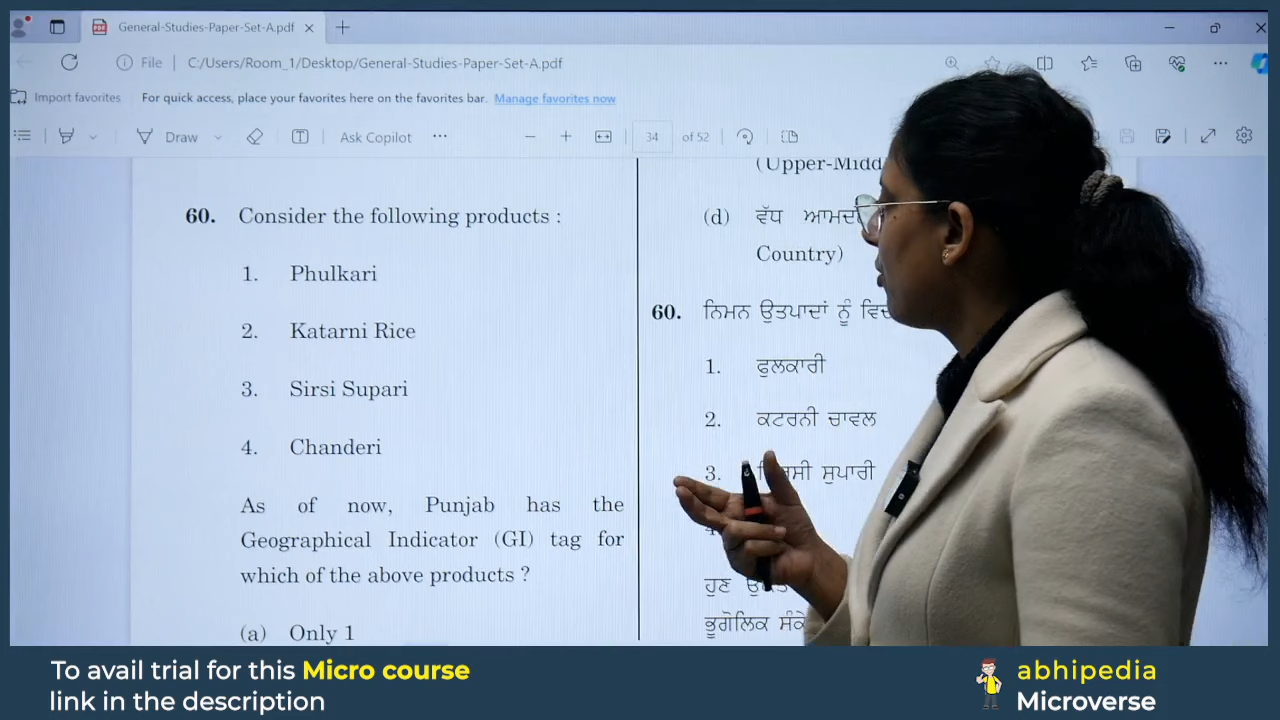 General-Studies-Paper-Set-A.pdf
File C:/Users/Room_1/Desktop/General-Studies-Paper-Set-A.pdf
Import favorites For quick access, place your favorites here on the favorites bar. Manage favorites now
Draw Ask Copilot 34 of 52
60. Consider the following products :
1. Phulkari
2. Katarni Rice
3. Sirsi Supari
4. Chanderi
As of now, Punjab has the
Geographical Indicator (GI) tag for
which of the above products ?
(a) Only 1
(Upper-Midd
(d) ਵੱਧ ਆਮਦ
Country)
60. ਨਿਮਨ ਉਤਪਾਦਾਂ ਨੂੰ
1. ਫੁਲਕਾਰੀ
2. ਕਟਰਨੀ ਚਾਵਲ
3. ਸੁਪਾਰੀ
ਹੁਣ
ਭੂਗੋਲਿਕ
To avail trial for this Micro course
link in the description
abhipedia
Microverse